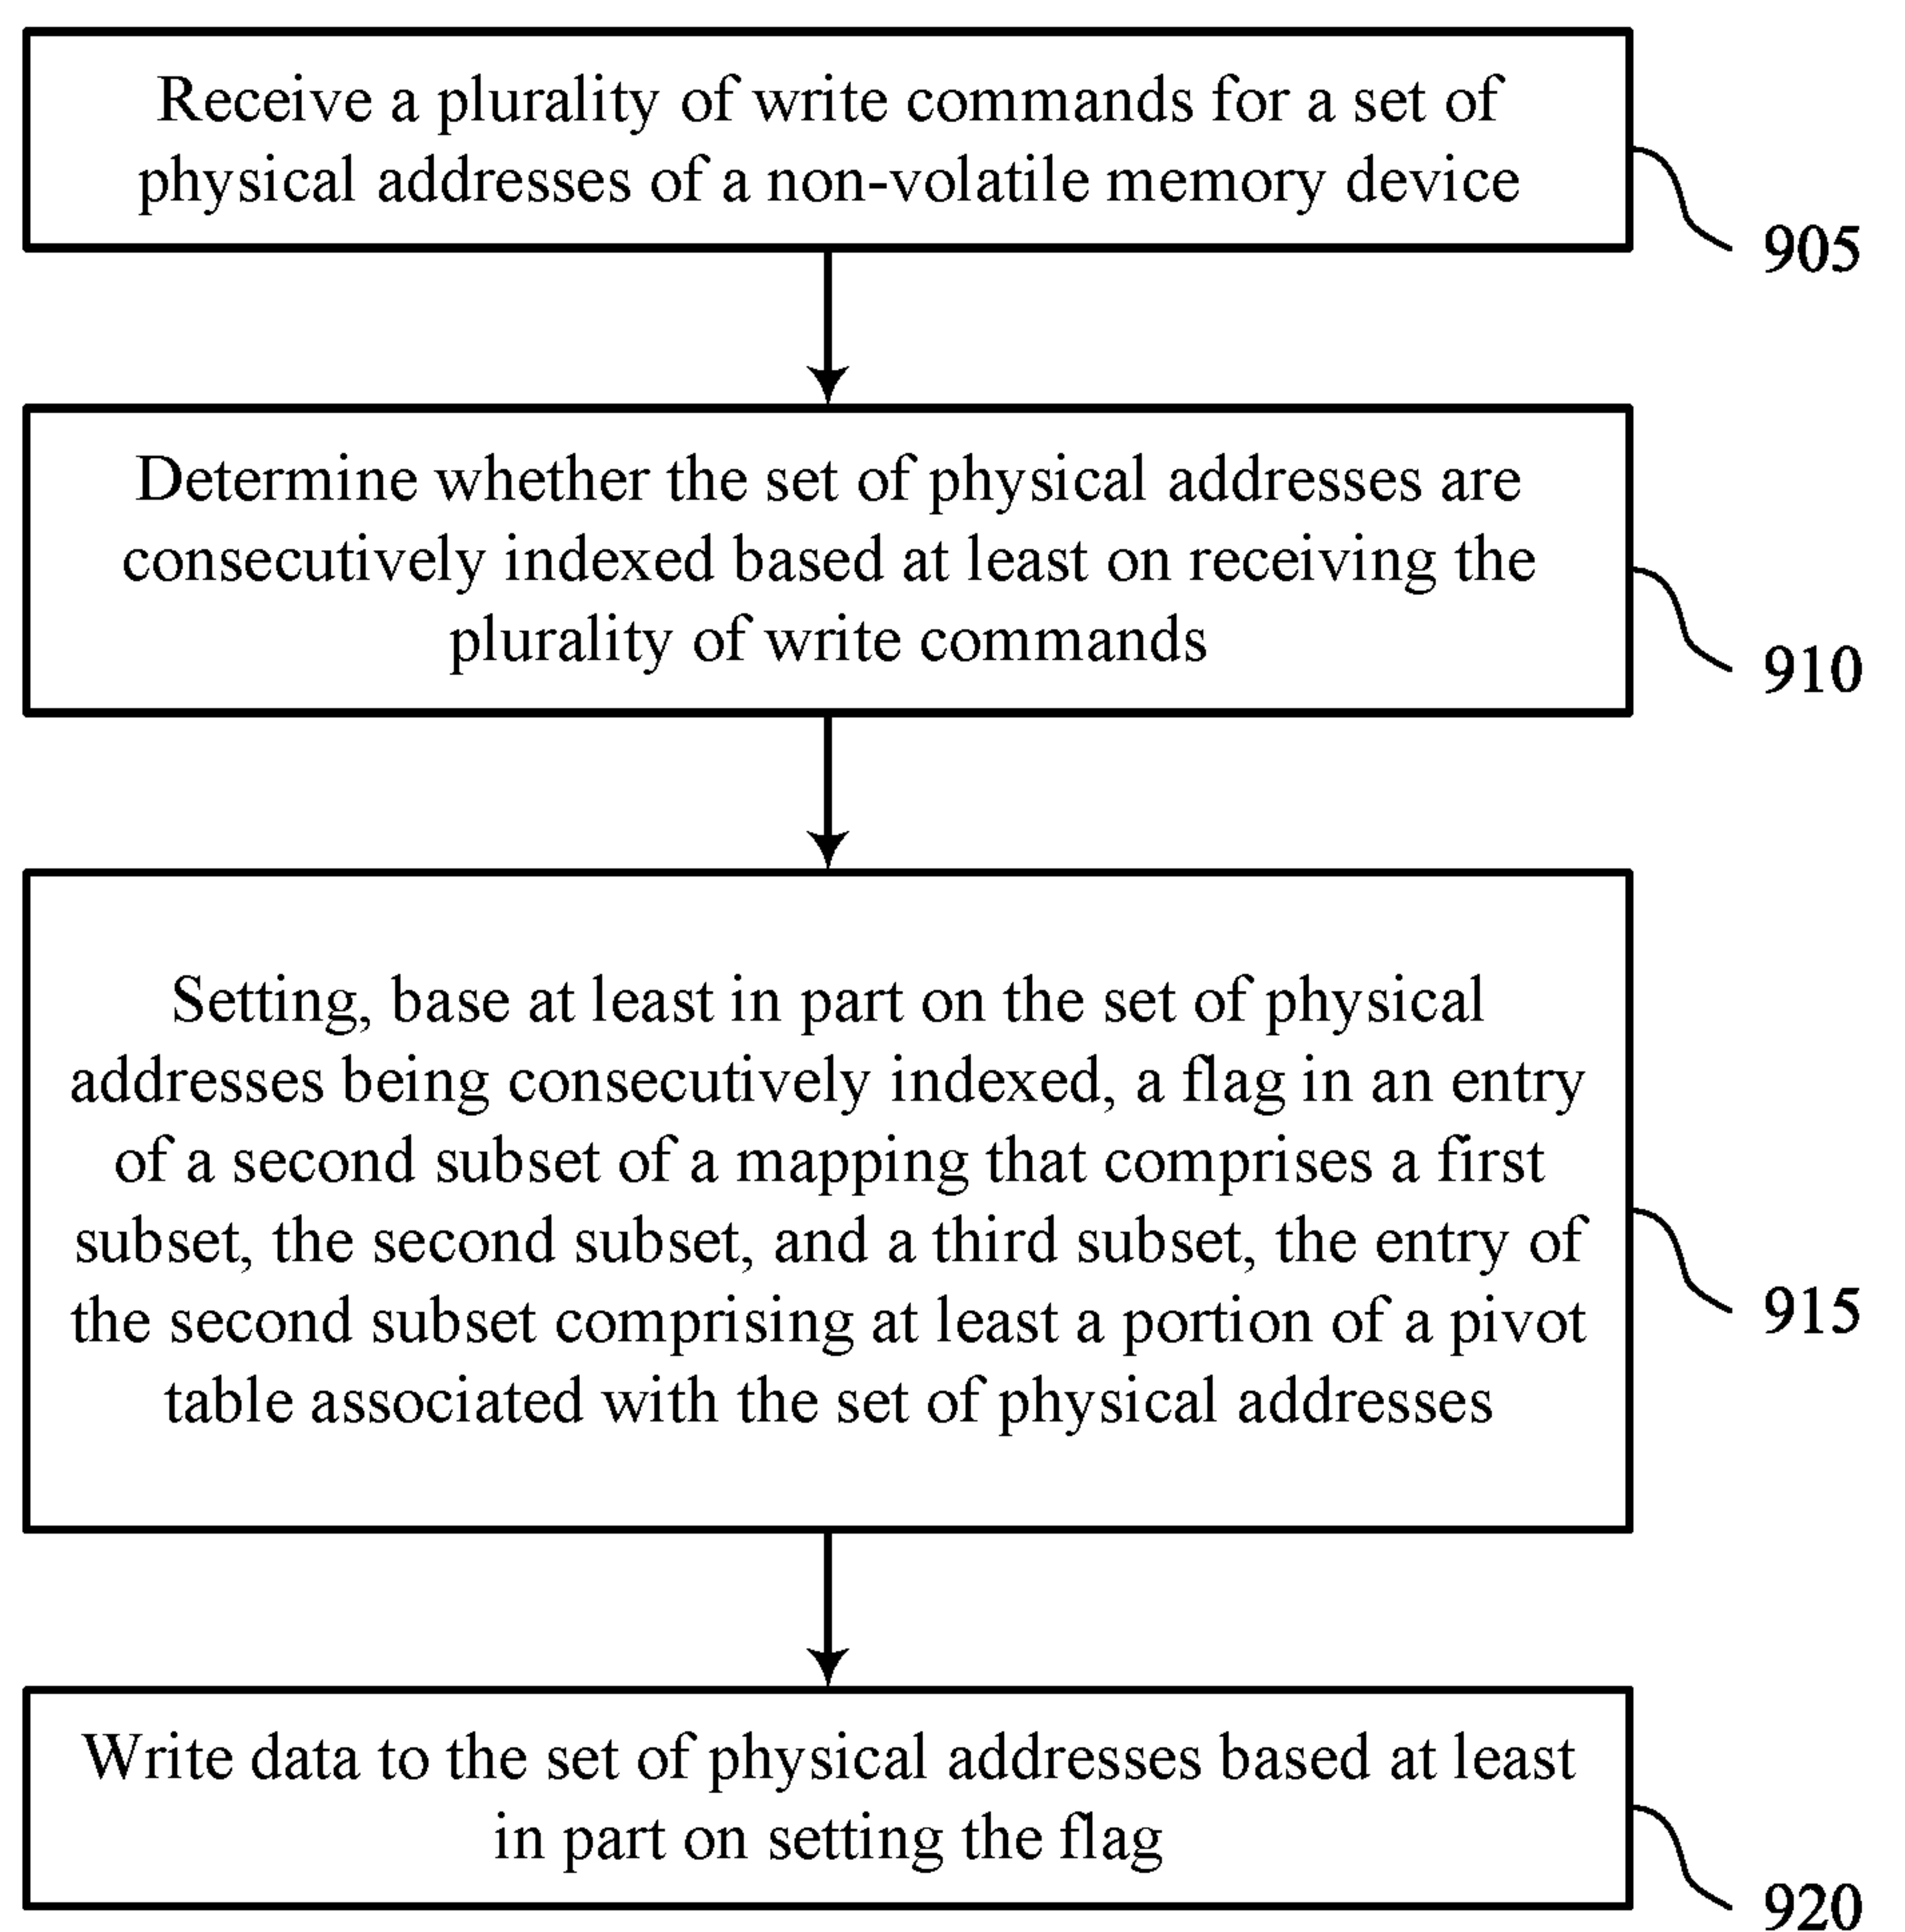 Receive a plurality of write commands for a set of
physical addresses of a non-volatile memory device
905
Determine whether the set of physical addresses are
consecutively indexed based at least on receiving the
plurality of write commands
910
Setting, base at least in part on the set of physical
addresses being consecutively indexed, a flag in an entry
of a second subset of a mapping that comprises a first
subset, the second subset, and a third subset, the entry of
the second subset comprising at least a portion of a pivot
table associated with the set of physical addresses
915
Write data to the set of physical addresses based at least
in part on setting the flag
920